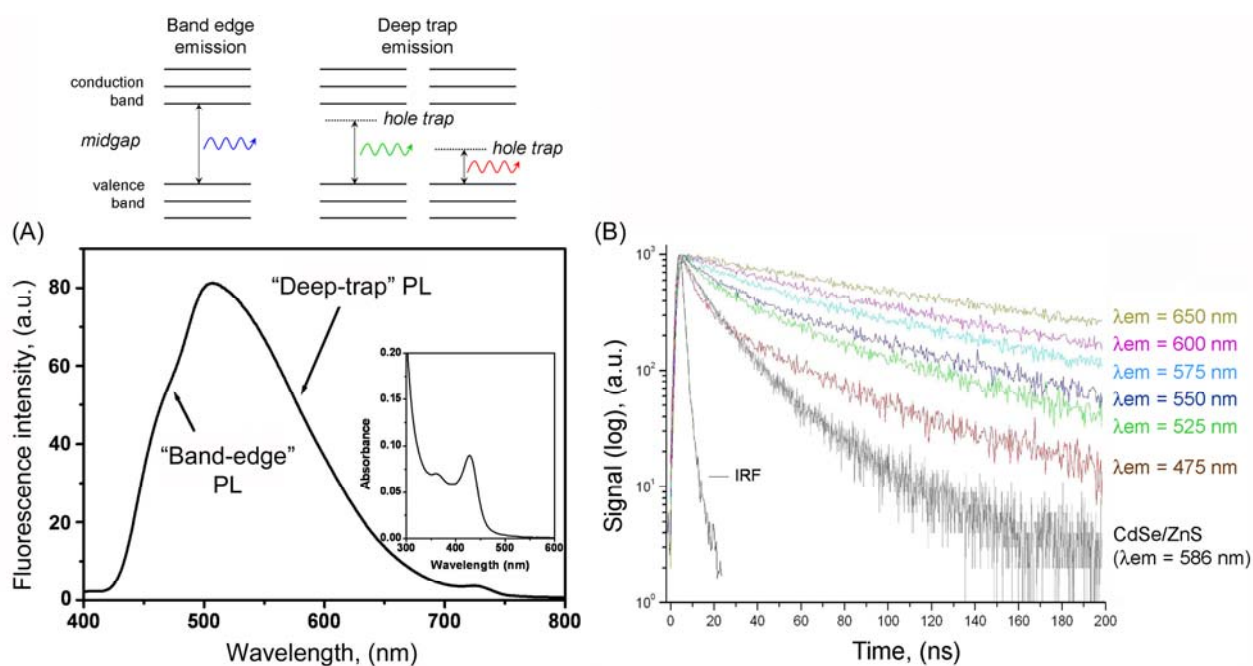 Band edge
emission
Deep trap
emission
conduction
band
midgap
hole trap
hole trap
valence
band
(A)
Fluorescence intensity, (a.u.)
80
60
40
20
0
400
500
600
700
800
Wavelength, (nm)
"Deep-trap" PL
"Band-edge"
PL
Absorbance
0.20
0.15
0.10
0.05
0.00
300
400
500
600
Wavelength (nm)
(B)
Signal (log), (a.u.)
10³
10²
10¹
10⁰
0
20
40
60
80
100
120
140
160
180
200
Time, (ns)
IRF
λem = 650 nm
λem = 600 nm
λem = 575 nm
λem = 550 nm
λem = 525 nm
λem = 475 nm
CdSe/ZnS
(λem = 586 nm)